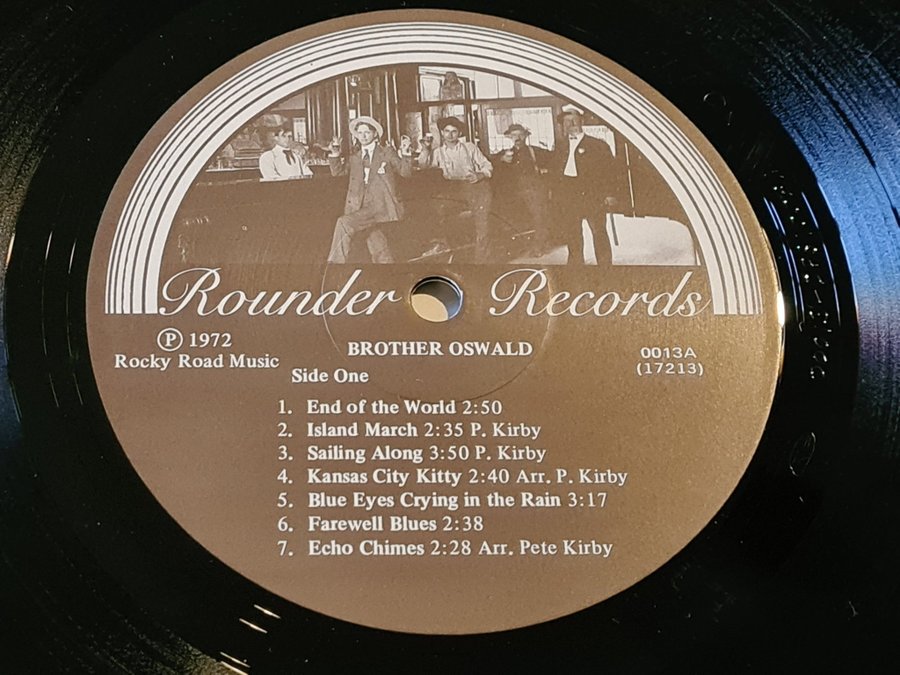 Rounder Records
Ⓟ 1972
Rocky Road Music
BROTHER OSWALD
0013A
(17213)
Side One
1. End of the World 2:50
2. Island March 2:35 P. Kirby
3. Sailing Along 3:50 P. Kirby
4. Kansas City Kitty 2:40 Arr. P. Kirby
5. Blue Eyes Crying in the Rain 3:17
6. Farewell Blues 2:38
7. Echo Chimes 2:28 Arr. Pete Kirby